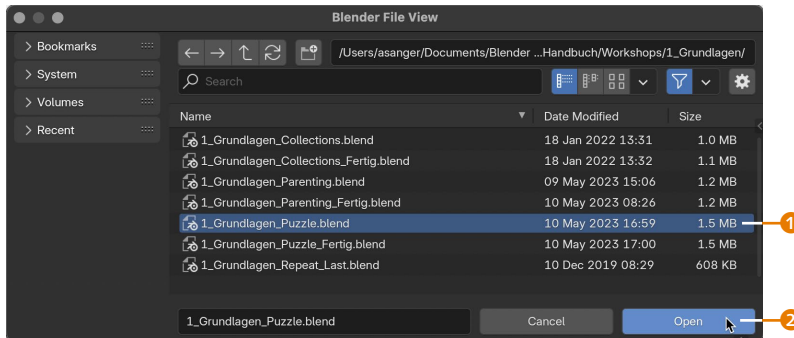 Blender File View
Bookmarks
System
Volumes
Recent
/Users/asanger/Documents/Blender ...Handbuch/Workshops/1_Grundlagen/
Search
Name Date Modified Size
1_Grundlagen_Collections.blend 18 Jan 2022 13:31 1.0 MB
1_Grundlagen_Collections_Fertig.blend 18 Jan 2022 13:32 1.1 MB
1_Grundlagen_Parenting.blend 09 May 2023 15:06 1.2 MB
1_Grundlagen_Parenting_Fertig.blend 10 May 2023 08:26 1.2 MB
1_Grundlagen_Puzzle.blend 10 May 2023 16:59 1.5 MB 1
1_Grundlagen_Puzzle_Fertig.blend 10 May 2023 17:00 1.5 MB
1_Grundlagen_Repeat_Last.blend 10 Dec 2019 08:29 608 KB
1_Grundlagen_Puzzle.blend Cancel Open 2